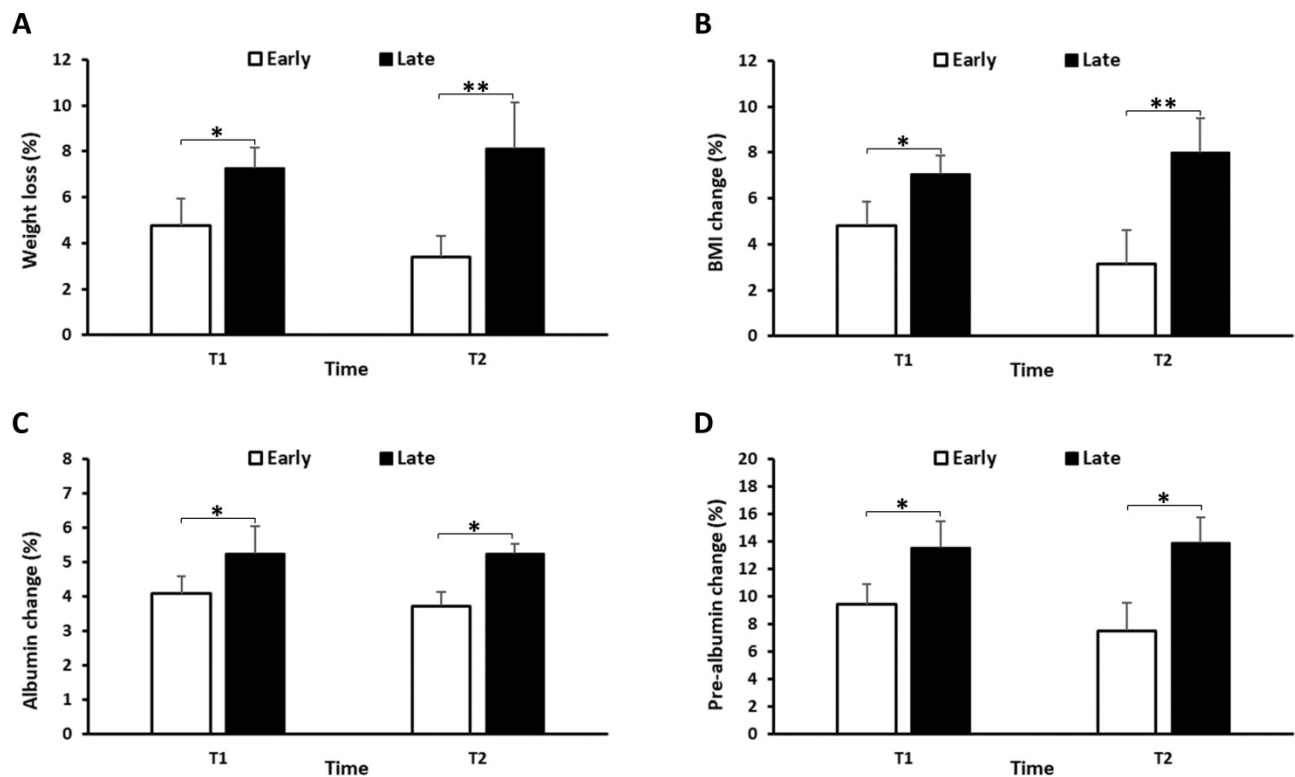 A
Early Late
12
10
8
6
4
2
0
Weight loss (%)
*
**
T1 T2
Time
B
Early Late
12
10
8
6
4
2
0
BMI change (%)
*
**
T1 T2
Time
C
Early Late
8
7
6
5
4
3
2
1
0
Albumin change (%)
*
*
T1 T2
Time
D
Early Late
20
18
16
14
12
10
8
6
4
2
0
Pre-albumin change (%)
*
*
T1 T2
Time